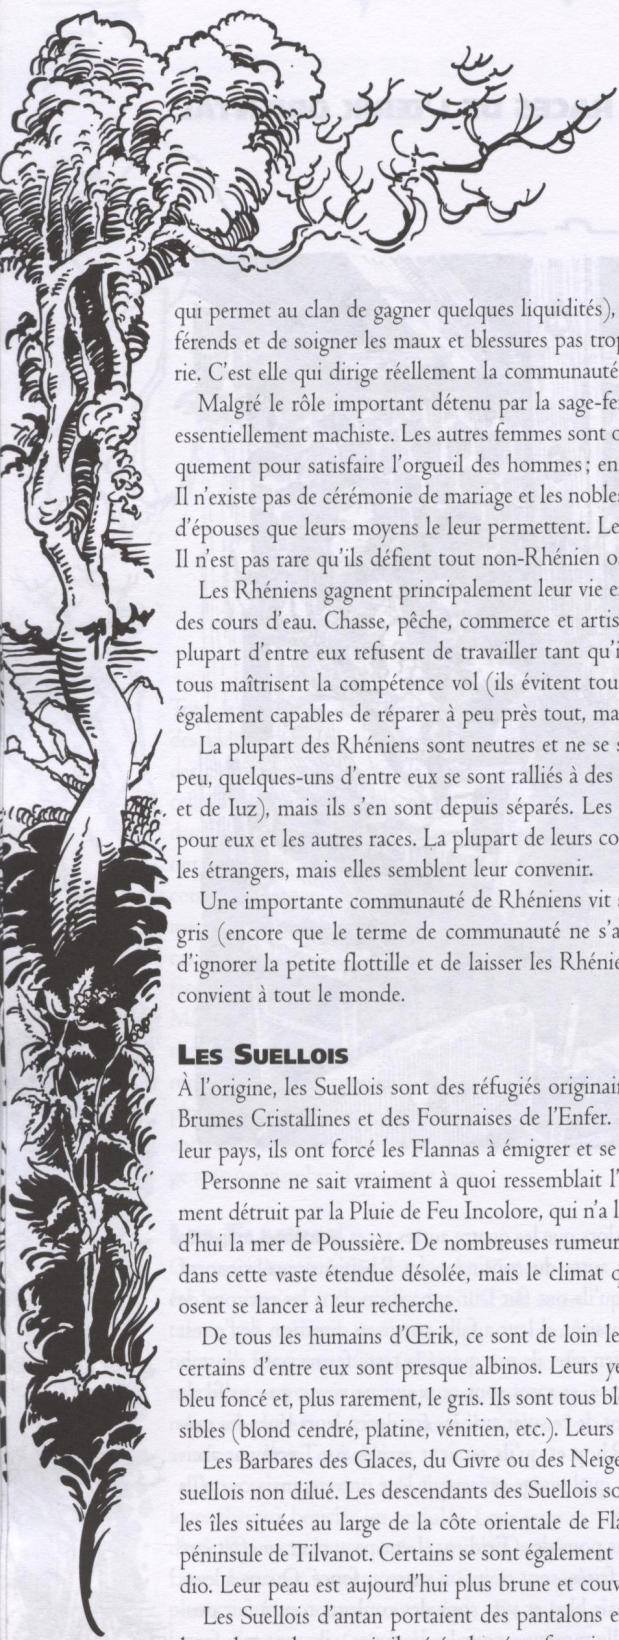 qui permet au clan de gagner quelques liquidités),
férends et de soigner les maux et blessures pas trop
rie. C'est elle qui dirige réellement la communauté
Malgré le rôle important détenu par la sage-fe
essentiellement machiste. Les autres femmes sont
quement pour satisfaire l'orgueil des hommes ; en
Il n'existe pas de cérémonie de mariage et les nobles
d'épouses que leurs moyens le leur permettent. Le
Il n'est pas rare qu'ils défient tout non-Rhénien o
Les Rhéniens gagnent principalement leur vie e
des cours d'eau. Chasse, pêche, commerce et artis
plupart d'entre eux refusent de travailler tant qu'i
tous maîtrisent la compétence vol (ils évitent tou
également capables de réparer à peu près tout, ma
La plupart des Rhéniens sont neutres et ne se s
peu, quelques-uns d'entre eux se sont ralliés à des
et de Iuz), mais ils s'en sont depuis séparés. Les
pour eux et les autres races. La plupart de leurs co
les étrangers, mais elles semblent leur convenir.
Une importante communauté de Rhéniens vit s
gris (encore que le terme de communauté ne s'a
d'ignorer la petite flottille et de laisser les Rhénie
convient à tout le monde.
LES SUELLOIS
À l'origine, les Suellois sont des réfugiés originair
Brumes Cristallines et des Fournaises de l'Enfer.
leur pays, ils ont forcé les Flannas à émigrer et se
Personne ne sait vraiment à quoi ressemblait l'
ment détruit par la Pluie de Feu Incolore, qui n'a l
d'hui la mer de Poussière. De nombreuses rumeur
dans cette vaste étendue désolée, mais le climat q
osent se lancer à leur recherche.
De tous les humains d'Œrik, ce sont de loin le
certains d'entre eux sont presque albinos. Leurs ye
bleu foncé et, plus rarement, le gris. Ils sont tous bl
sibles (blond cendré, platine, vénitien, etc.). Leurs
Les Barbares des Glaces, du Givre ou des Neige
suellois non dilué. Les descendants des Suellois so
les îles situées au large de la côte orientale de Fla
péninsule de Tilvanot. Certains se sont également
dio. Leur peau est aujourd'hui plus brune et couv
Les Suellois d'antan portaient des pantalons e